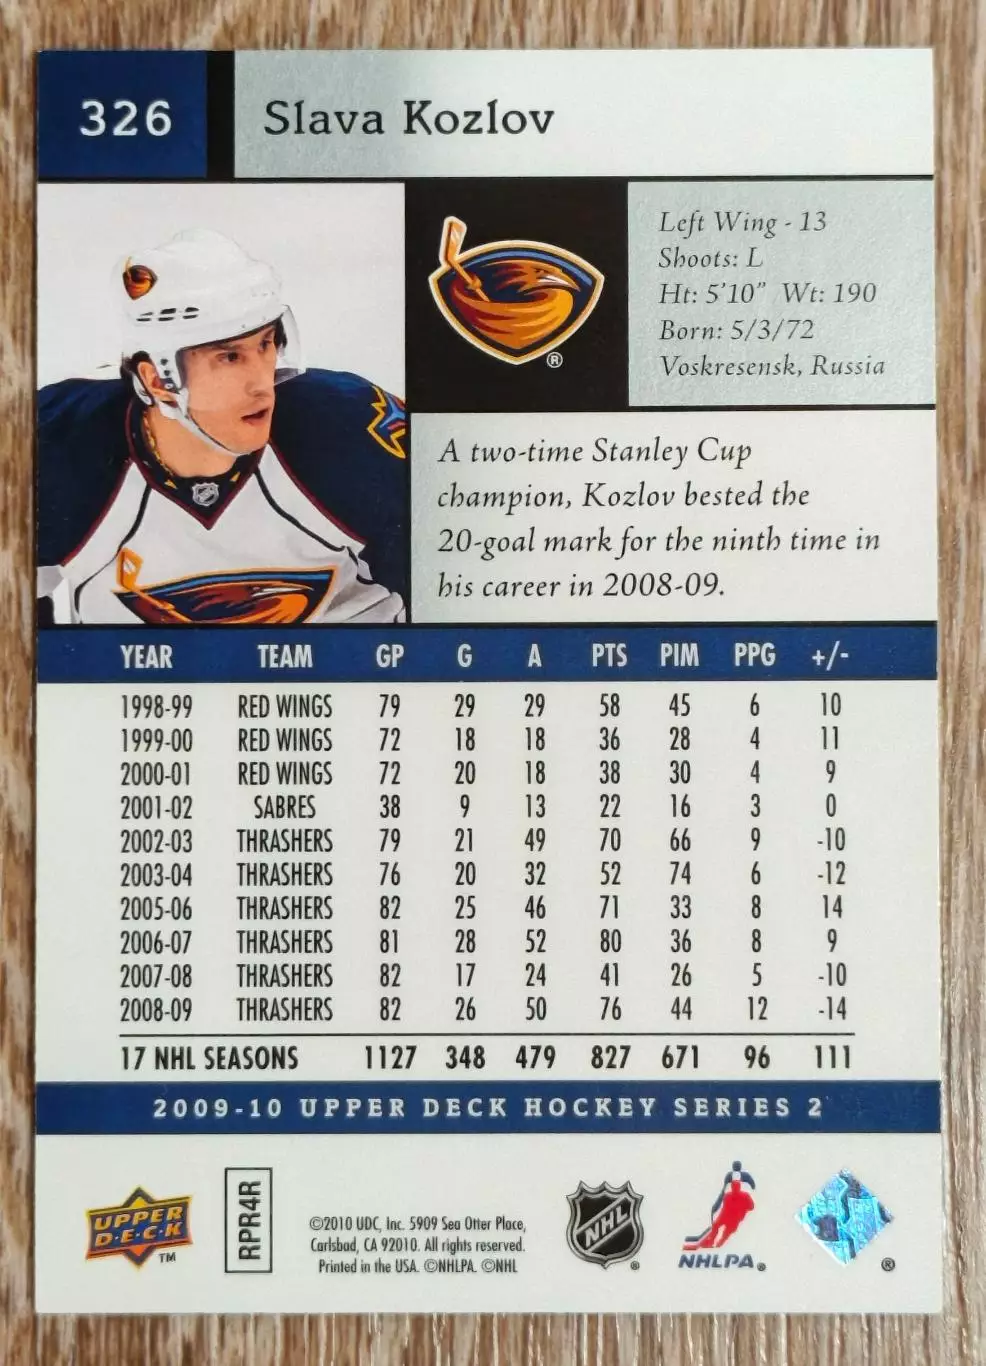 326
Slava Kozlov
Left Wing - 13
Shoots: L
Ht: 5'10" Wt: 190
Born: 5/3/72
Voskresensk, Russia
®
A two-time Stanley Cup
champion, Kozlov bested the
20-goal mark for the ninth time in
his career in 2008-09.
YEAR TEAM GP G A PTS PIM PPG +/-
1998-99 RED WINGS 79 29 29 58 45 6 10
1999-00 RED WINGS 72 18 18 36 28 4 11
2000-01 RED WINGS 72 20 18 38 30 4 9
2001-02 SABRES 38 9 13 22 16 3 0
2002-03 THRASHERS 79 21 49 70 66 9 -10
2003-04 THRASHERS 76 20 32 52 74 6 -12
2005-06 THRASHERS 82 25 46 71 33 8 14
2006-07 THRASHERS 81 28 52 80 36 8 9
2007-08 THRASHERS 82 17 24 41 26 5 -10
2008-09 THRASHERS 82 26 50 76 44 12 -14
17 NHL SEASONS 1127 348 479 827 671 96 111
2009-10 UPPER DECK HOCKEY SERIES 2
UPPER
D·E·C·K
TM
RPR4R
©2010 UDC, Inc. 5909 Sea Otter Place,
Carlsbad, CA 92010. All rights reserved.
Printed in the USA. ©NHLPA. ©NHL
NHL
®
NHLPA®
®